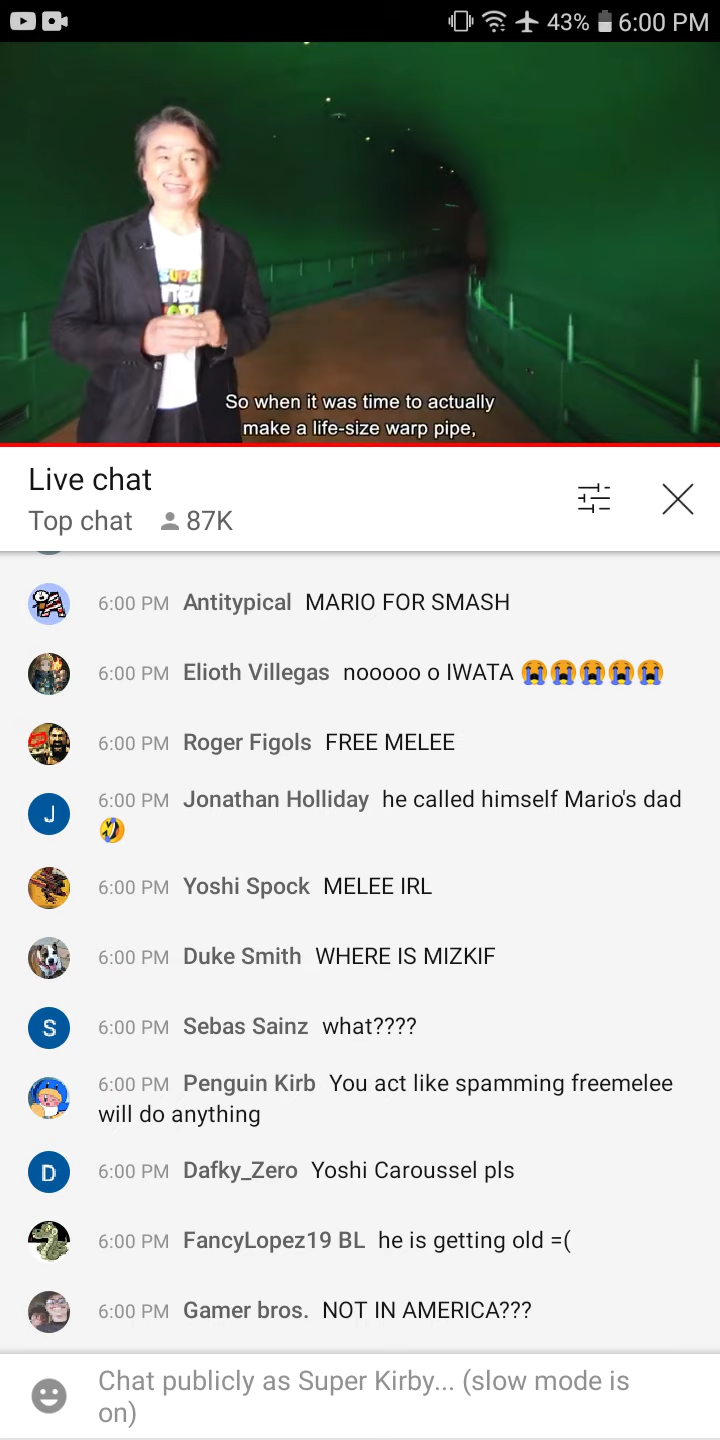 43% 6:00 PM
SUPER
So when it was time to actually
make a life-size warp pipe,
Live chat
Top chat 87K
6:00 PM Antitypical MARIO FOR SMASH
6:00 PM Elioth Villegas nooooo o IWATA 😭😭😭😭😭
6:00 PM Roger Figols FREE MELEE
6:00 PM Jonathan Holliday he called himself Mario's dad
🤣
J
6:00 PM Yoshi Spock MELEE IRL
6:00 PM Duke Smith WHERE IS MIZKIF
S 6:00 PM Sebas Sainz what????
6:00 PM Penguin Kirb You act like spamming freemelee
will do anything
D 6:00 PM Dafky_Zero Yoshi Caroussel pls
6:00 PM FancyLopez19 BL he is getting old =(
6:00 PM Gamer bros. NOT IN AMERICA???
Chat publicly as Super Kirby... (slow mode is
on)